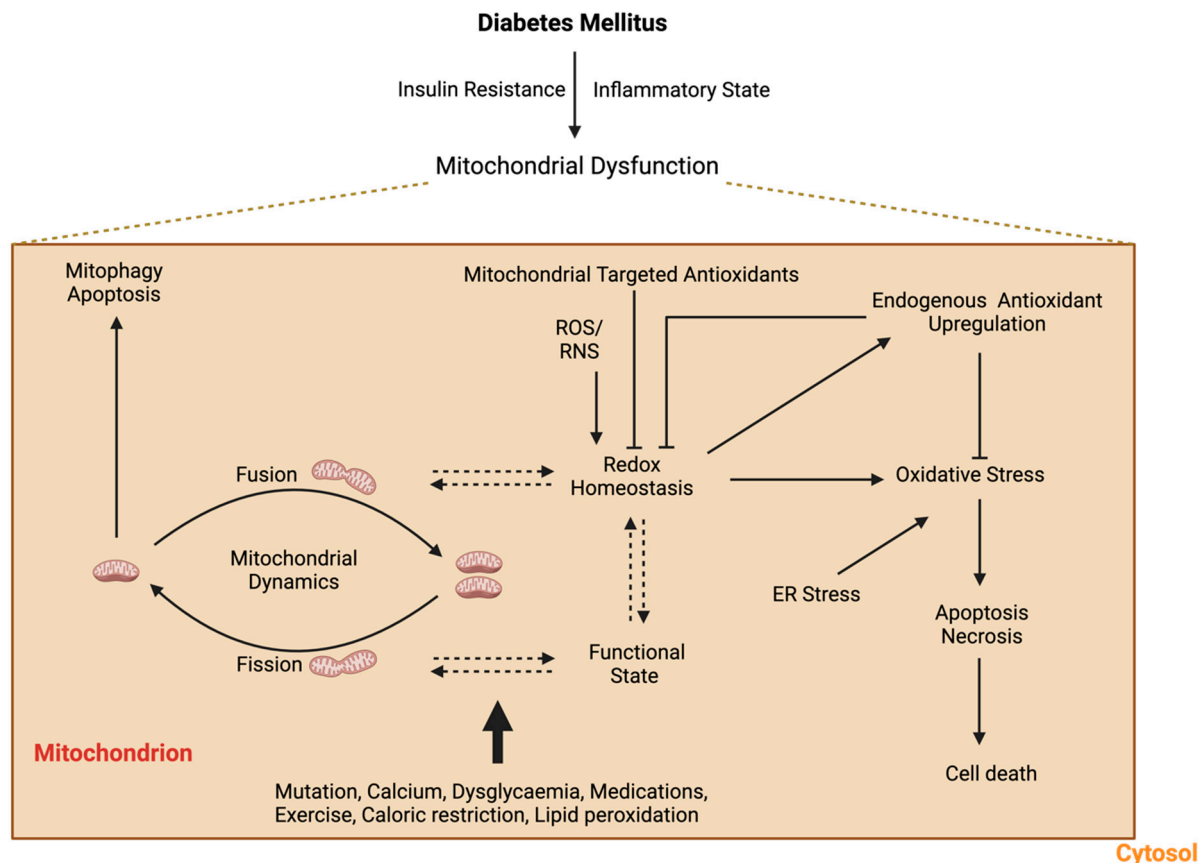 Diabetes Mellitus
Insulin Resistance
Inflammatory State
Mitochondrial Dysfunction
Mitophagy
Apoptosis
Mitochondrial Targeted Antioxidants
Endogenous Antioxidant
Upregulation
ROS/
RNS
Fusion
Redox
Homeostasis
Oxidative Stress
Mitochondrial
Dynamics
ER Stress
Apoptosis
Necrosis
Fission
Functional
State
Mitochondrion
Cell death
Mutation, Calcium, Dysglycaemia, Medications,
Exercise, Caloric restriction, Lipid peroxidation
Cytosol